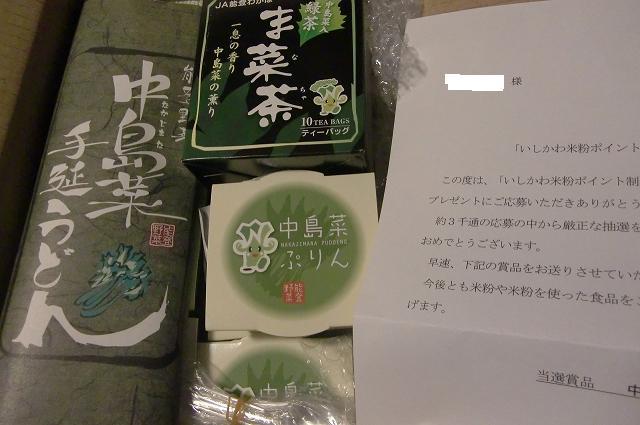 中島菜
なかじまな
手延うどん
能登野菜
JA能登わかば
中島菜入
緑茶
ま菜茶
な
ちゃ
一息の香り
中島菜の薫り
10 TEA BAGS
ティーバッグ
中島菜
NAKAJIMANA PUDDING
ぷりん
能登野菜
中島菜
様
「いしかわ米粉ポイント
この度は、「いしかわ米粉ポイント制
プレゼントにご応募いただきありがとう
約３千通の応募の中から厳正な抽選を
おめでとうございます。
早速、下記の賞品をお送りさせていた
今後とも米粉や米粉を使った食品を
げます。
当選賞品 中